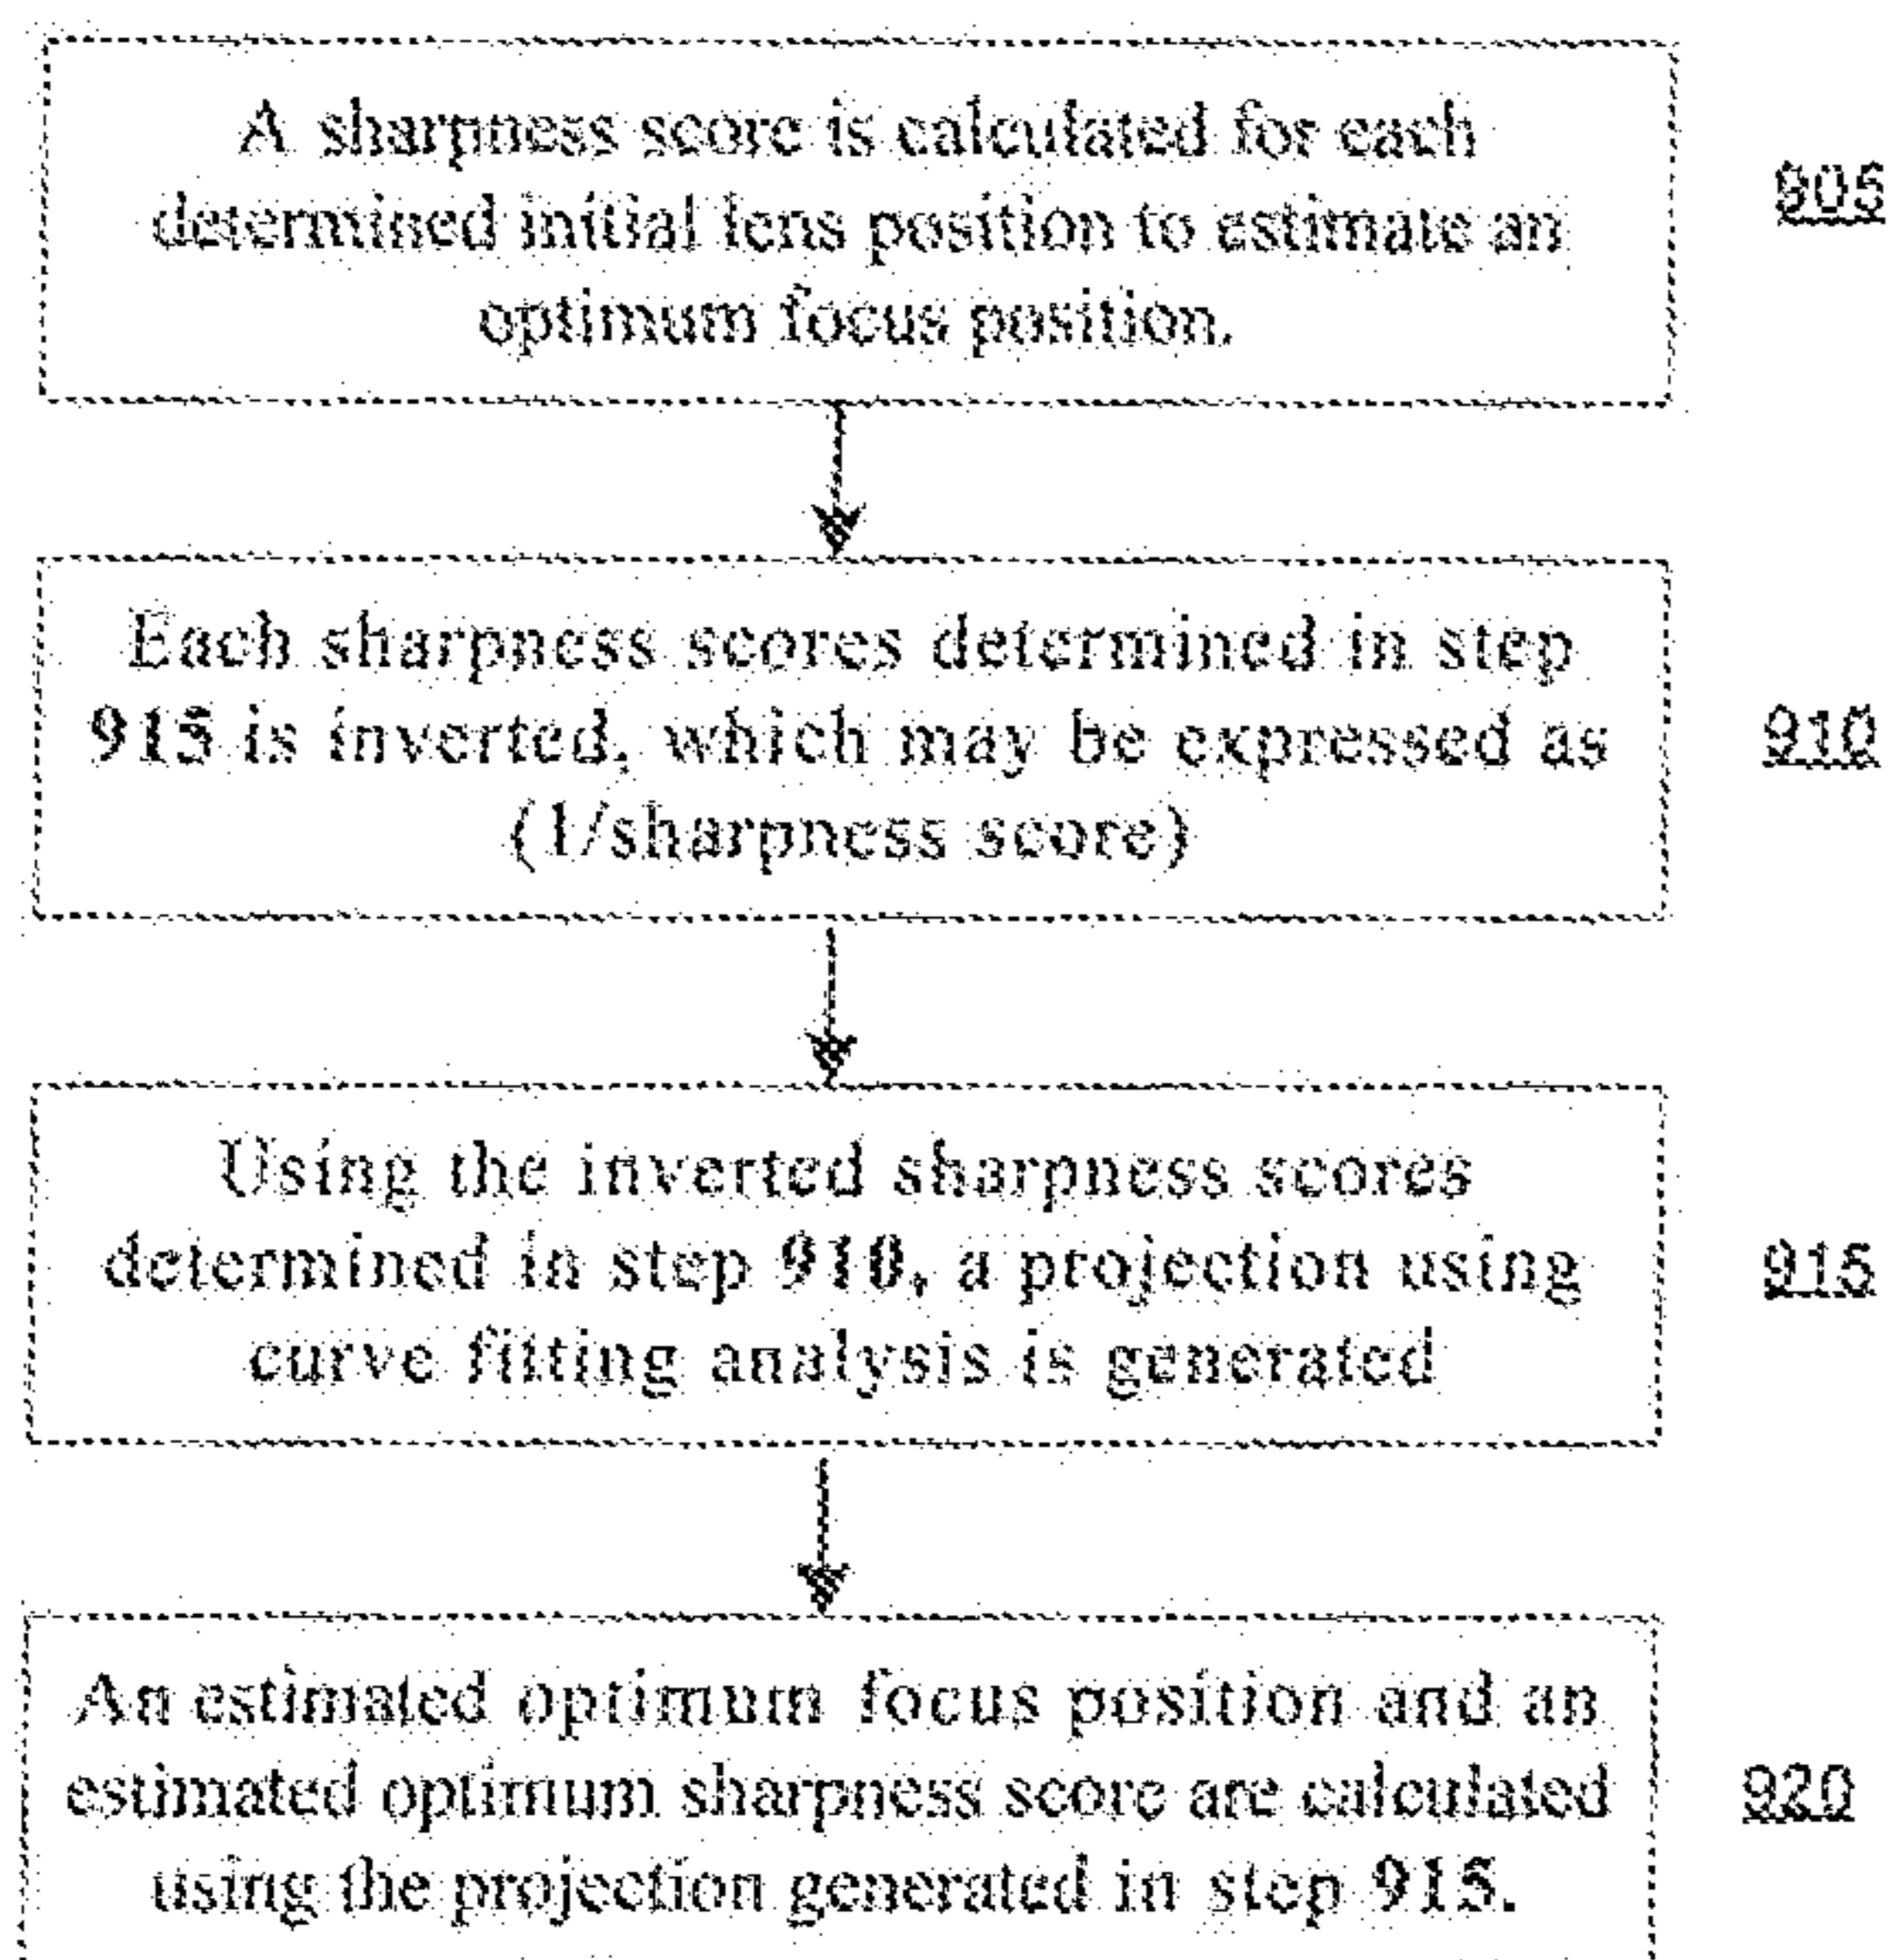 A sharpness score is calculated for each
determined initial lens position to estimate an
optimum focus position.
905
Each sharpness scores determined in step
915 is inverted, which may be expressed as
(1/sharpness score)
910
Using the inverted sharpness scores
determined in step 910, a projection using
curve fitting analysis is generated
915
An estimated optimum focus position and an
estimated optimum sharpness score are calculated
using the projection generated in step 915.
920